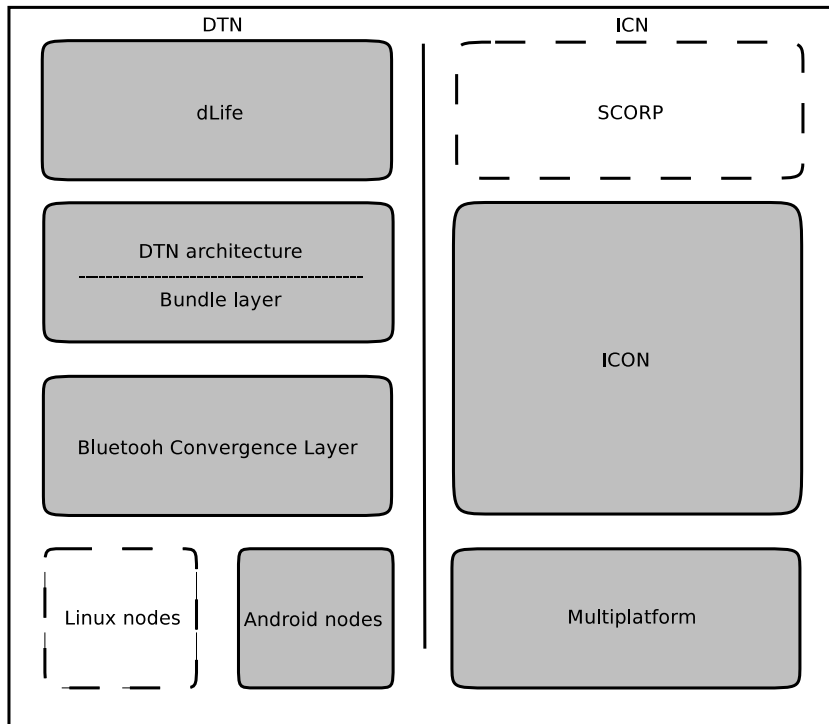 DTN
dLife
DTN architecture
Bundle layer
Bluetooh Convergence Layer
Linux nodes
Android nodes
ICN
SCORP
ICON
Multiplatform